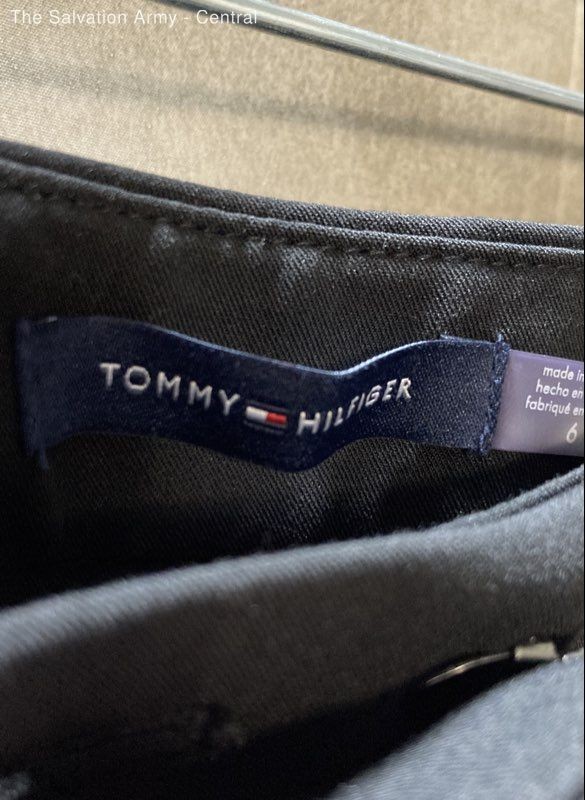 The Salvation Army - Central
TOMMY HILFIGER
made in
hecho en
fabriqué en
6